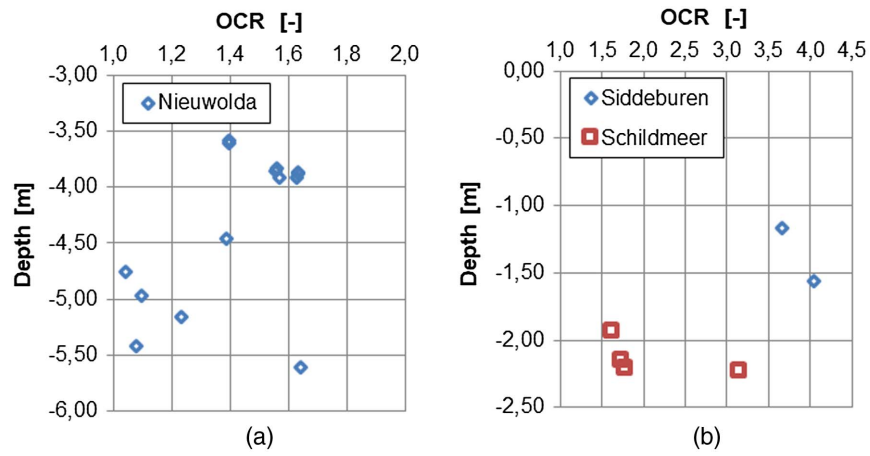 OCR [-]
1,0 1,2 1,4 1,6 1,8 2,0
-3,00
-3,50
-4,00
-4,50
-5,00
-5,50
-6,00
Depth [m]
Nieuwolda
(a)
OCR [-]
1,0 1,5 2,0 2,5 3,0 3,5 4,0 4,5
0,00
-0,50
-1,00
-1,50
-2,00
-2,50
Depth [m]
Siddeburen
Schildmeer
(b)